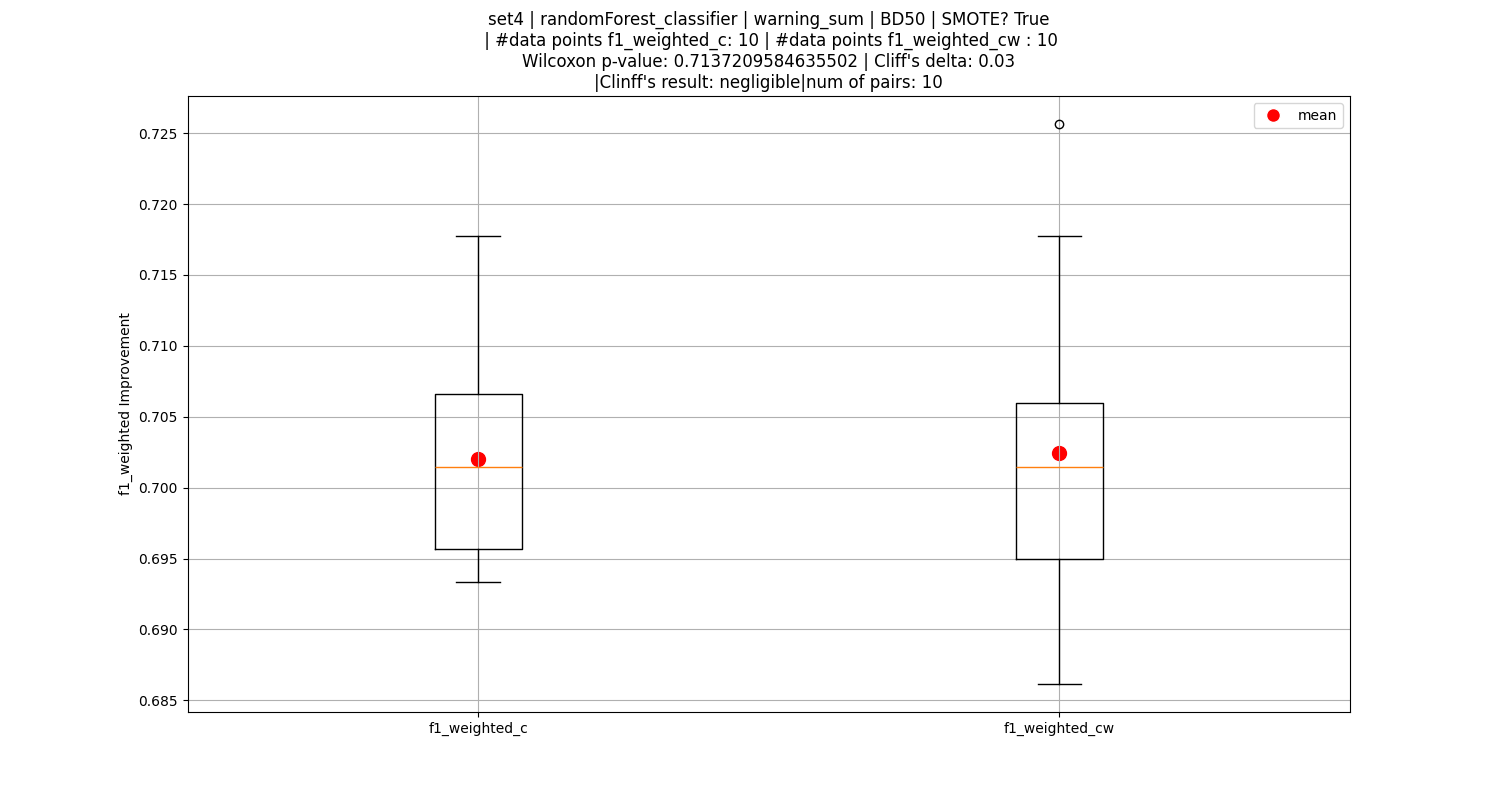 set4 | randomForest_classifier | warning_sum | BD50 | SMOTE? True
| #data points f1_weighted_c: 10 | #data points f1_weighted_cw : 10
Wilcoxon p-value: 0.7137209584635502 | Cliff's delta: 0.03
|Clinff's result: negligible|num of pairs: 10
mean
f1_weighted Improvement
0.725
0.720
0.715
0.710
0.705
0.700
0.695
0.690
0.685
f1_weighted_c
f1_weighted_cw